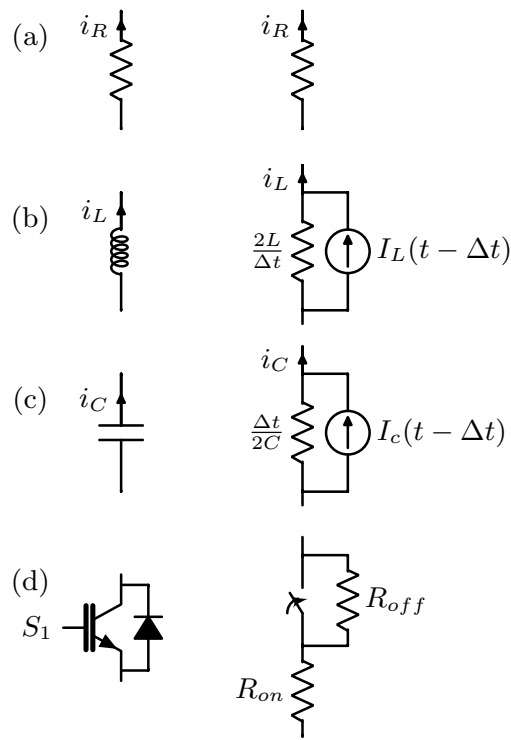 (a) i_R i_R
(b) i_L i_L 2L/Δt I_L(t − Δt)
(c) i_C i_C Δt/2C I_c(t − Δt)
(d) S_1 R_off R_on